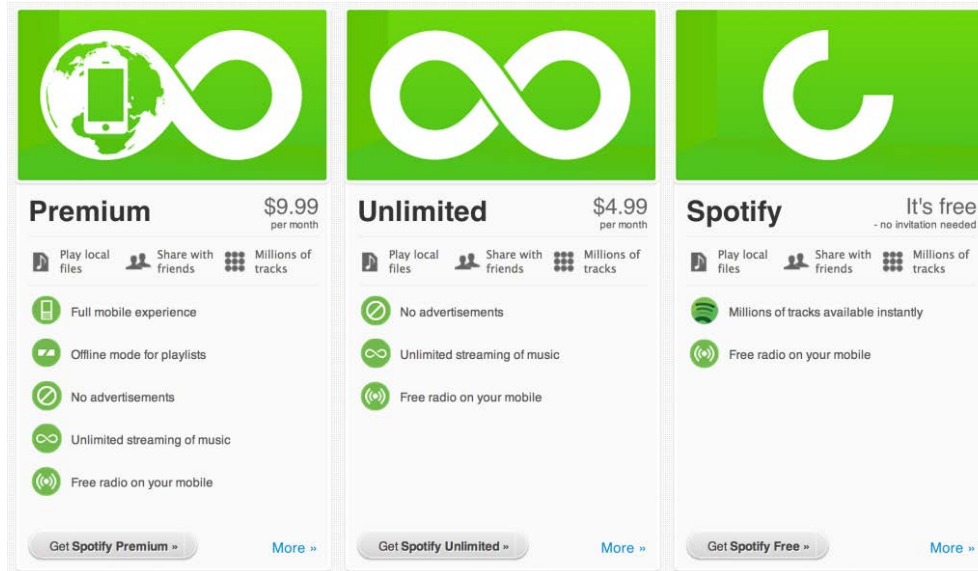 Premium
$9.99
per month
Play local
files
Share with
friends
Millions of
tracks
Full mobile experience
Offline mode for playlists
No advertisements
Unlimited streaming of music
Free radio on your mobile
Get Spotify Premium »
More »
Unlimited
$4.99
per month
Play local
files
Share with
friends
Millions of
tracks
No advertisements
Unlimited streaming of music
Free radio on your mobile
Get Spotify Unlimited »
More »
Spotify
It's free
- no invitation needed
Play local
files
Share with
friends
Millions of
tracks
Millions of tracks available instantly
Free radio on your mobile
Get Spotify Free »
More »